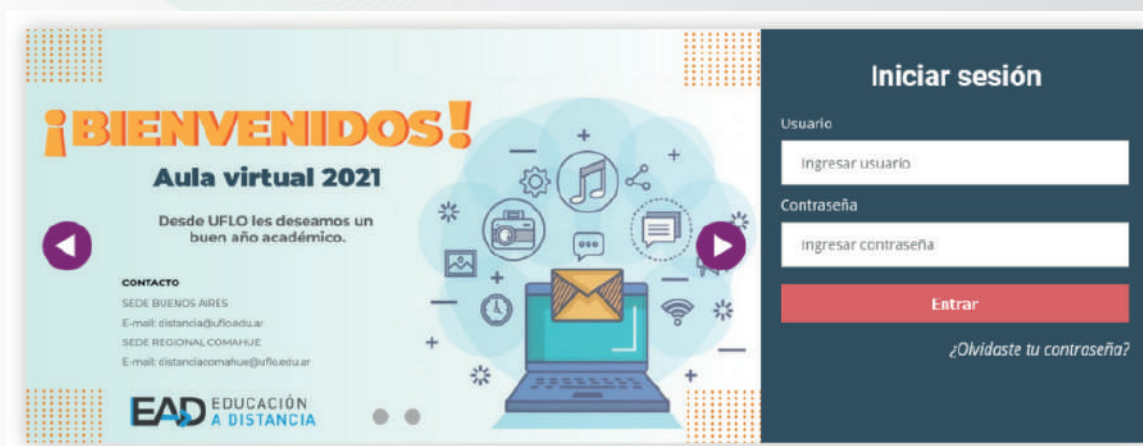 ¡BIENVENIDOS!
Aula virtual 2021
Desde UFLO les deseamos un
buen año académico.
CONTACTO
SEDE BUENOS AIRES
E-mail: distancia@uflo.edu.ar
SEDE REGIONAL COMAHUE
E-mail: distanciacomahue@uflo.edu.ar
EAD EDUCACIÓN
A DISTANCIA
Iniciar sesión
Usuario
Ingresar usuario
Contraseña
Ingresar contraseña
Entrar
¿Olvidaste tu contraseña?